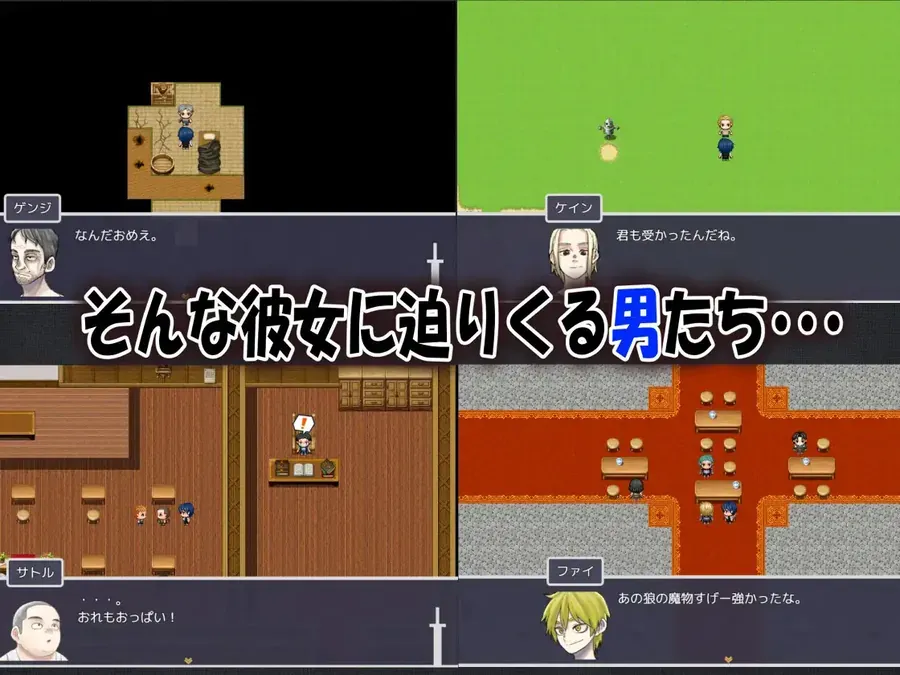 ゲンジ
なんだおめえ。
ケイン
君も受かったんだね。
そんな彼女に迫りくる男たち・・・
サトル
・・・。
おれもおっぱい！
ファイ
あの狼の魔物すげー強かったな。